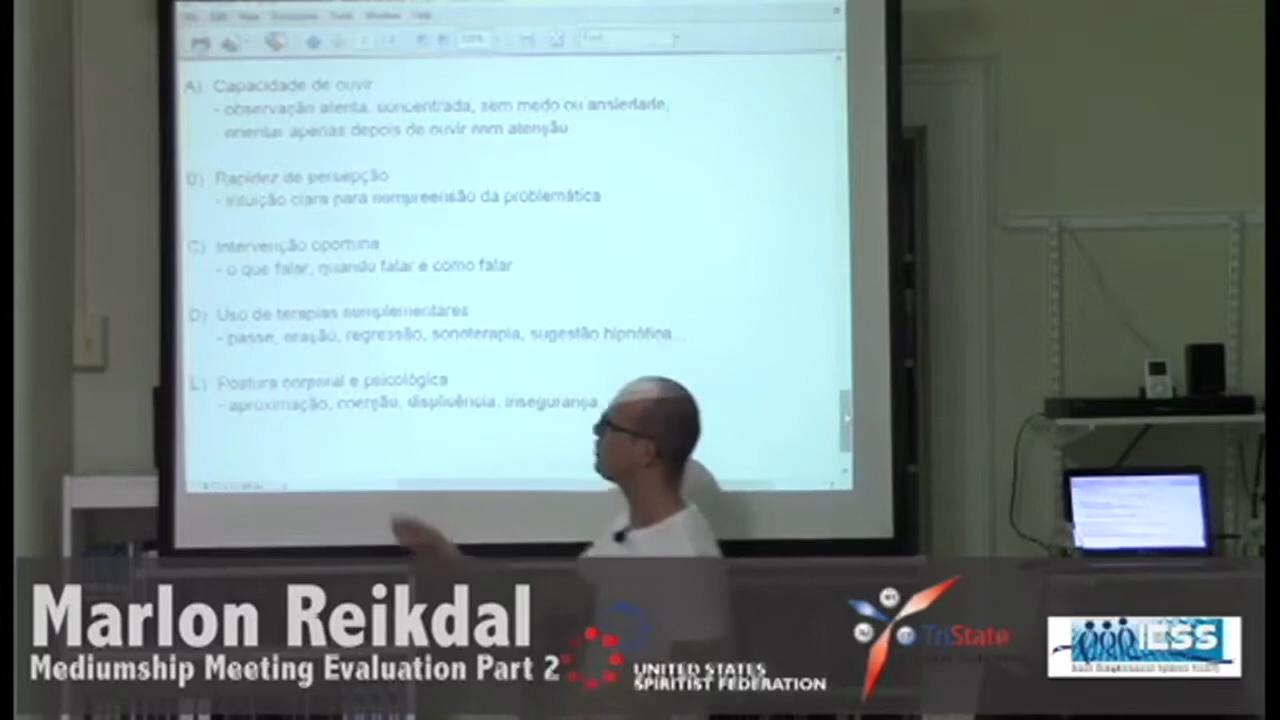 A) Capacidade de ouvir
- observação atenta, concentrada, sem medo ou ansiedade,
orientar apenas depois de ouvir com atenção
B) Rapidez de percepção
- intuição clara para compreensão da problemática
C) Intervenção oportuna
- o que falar, quando falar e como falar
D) Uso de terapias complementares
- passe, oração, regressão, sonoterapia, sugestão hipnótica...
E) Postura corporal e psicológica
- aproximação, coerção, displicência, insegurança
Marlon Reikdal
Mediumship Meeting Evaluation Part 2
UNITED STATES
SPIRITIST FEDERATION
TriState
ESS